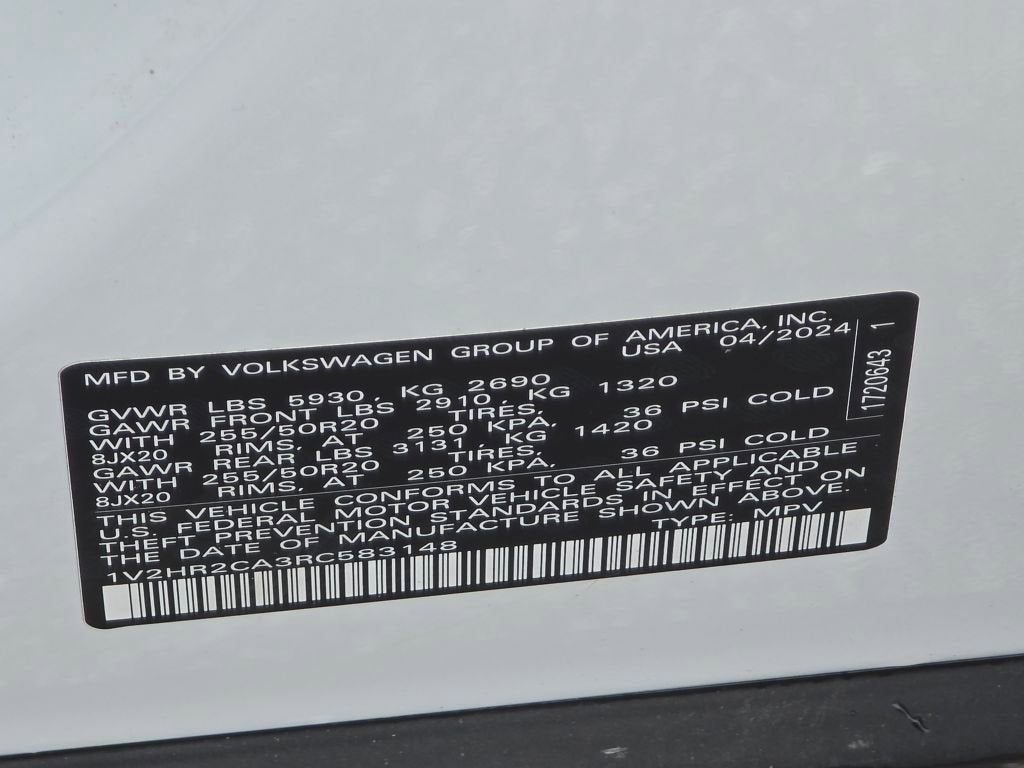 MFD BY VOLKSWAGEN GROUP OF AMERICA, INC.
USA 04/2024
GVWR LBS 5930, KG 2690
GAWR FRONT LBS 2910, KG 1320
WITH 255/50R20 TIRES,
8JX20 RIMS, AT 250 KPA, 36 PSI COLD
GAWR REAR LBS 3131, KG 1420
WITH 255/50R20 TIRES,
8JX20 RIMS, AT 250 KPA, 36 PSI COLD
THIS VEHICLE CONFORMS TO ALL APPLICABLE
U.S. FEDERAL MOTOR VEHICLE SAFETY AND
THEFT PREVENTION STANDARDS IN EFFECT ON
THE DATE OF MANUFACTURE SHOWN ABOVE.
1V2HR2CA3RC583148 TYPE: MPV
1720643 1